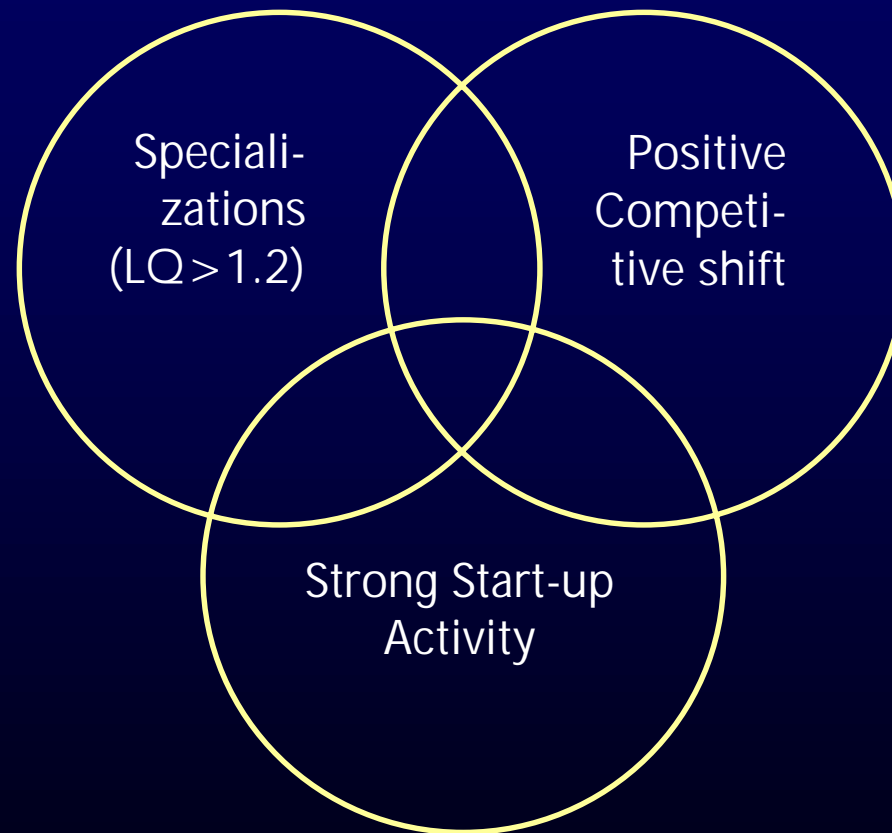 Speciali-
zations
(LQ>1.2)
Positive
Competi-
tive shift
Strong Start-up
Activity